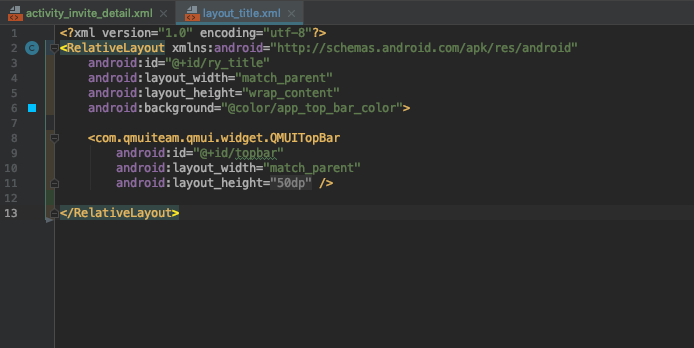 activity_invite_detail.xml layout_title.xml
1 <?xml version="1.0" encoding="utf-8"?>
2 <RelativeLayout xmlns:android="http://schemas.android.com/apk/res/android"
3 android:id="@+id/ry_title"
4 android:layout_width="match_parent"
5 android:layout_height="wrap_content"
6 android:background="@color/app_top_bar_color">
7
8 <com.qmuiteam.qmui.widget.QMUITopBar
9 android:id="@+id/topbar"
10 android:layout_width="match_parent"
11 android:layout_height="50dp" />
12
13 </RelativeLayout>